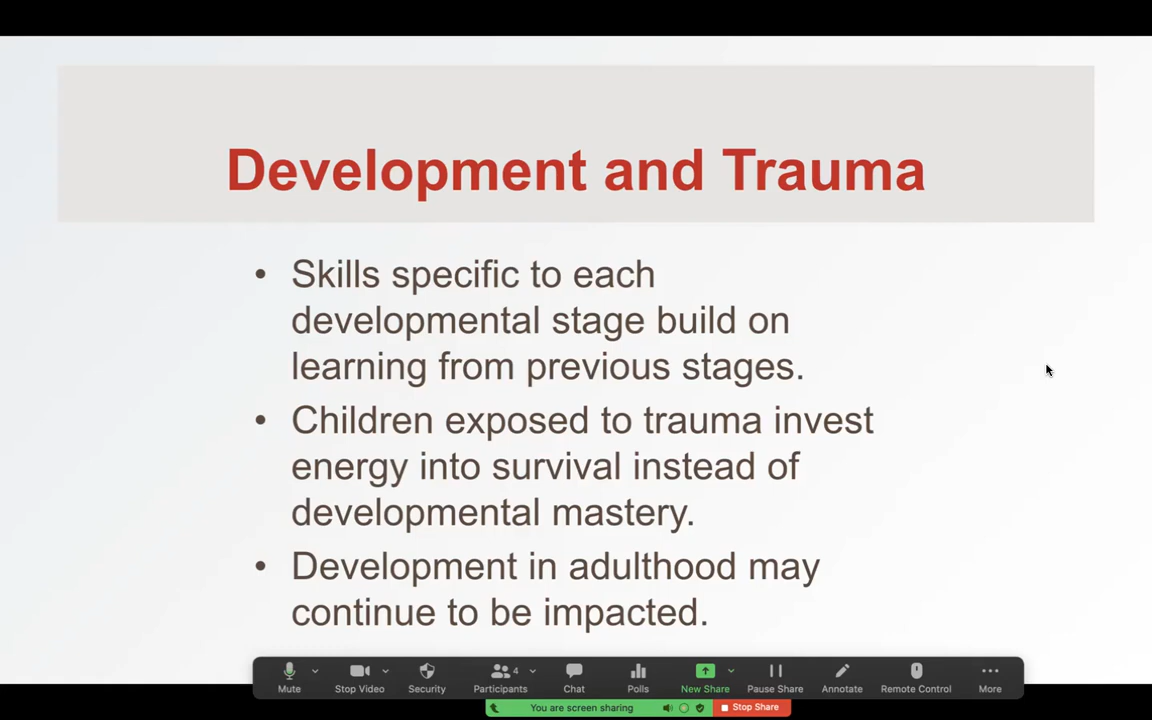 Development and Trauma
• Skills specific to each
developmental stage build on
learning from previous stages.
• Children exposed to trauma invest
energy into survival instead of
developmental mastery.
• Development in adulthood may
continue to be impacted.
Mute
Stop Video
Security
Participants 4
Chat
Polls
New Share
Pause Share
Annotate
Remote Control
More
You are screen sharing
Stop Share